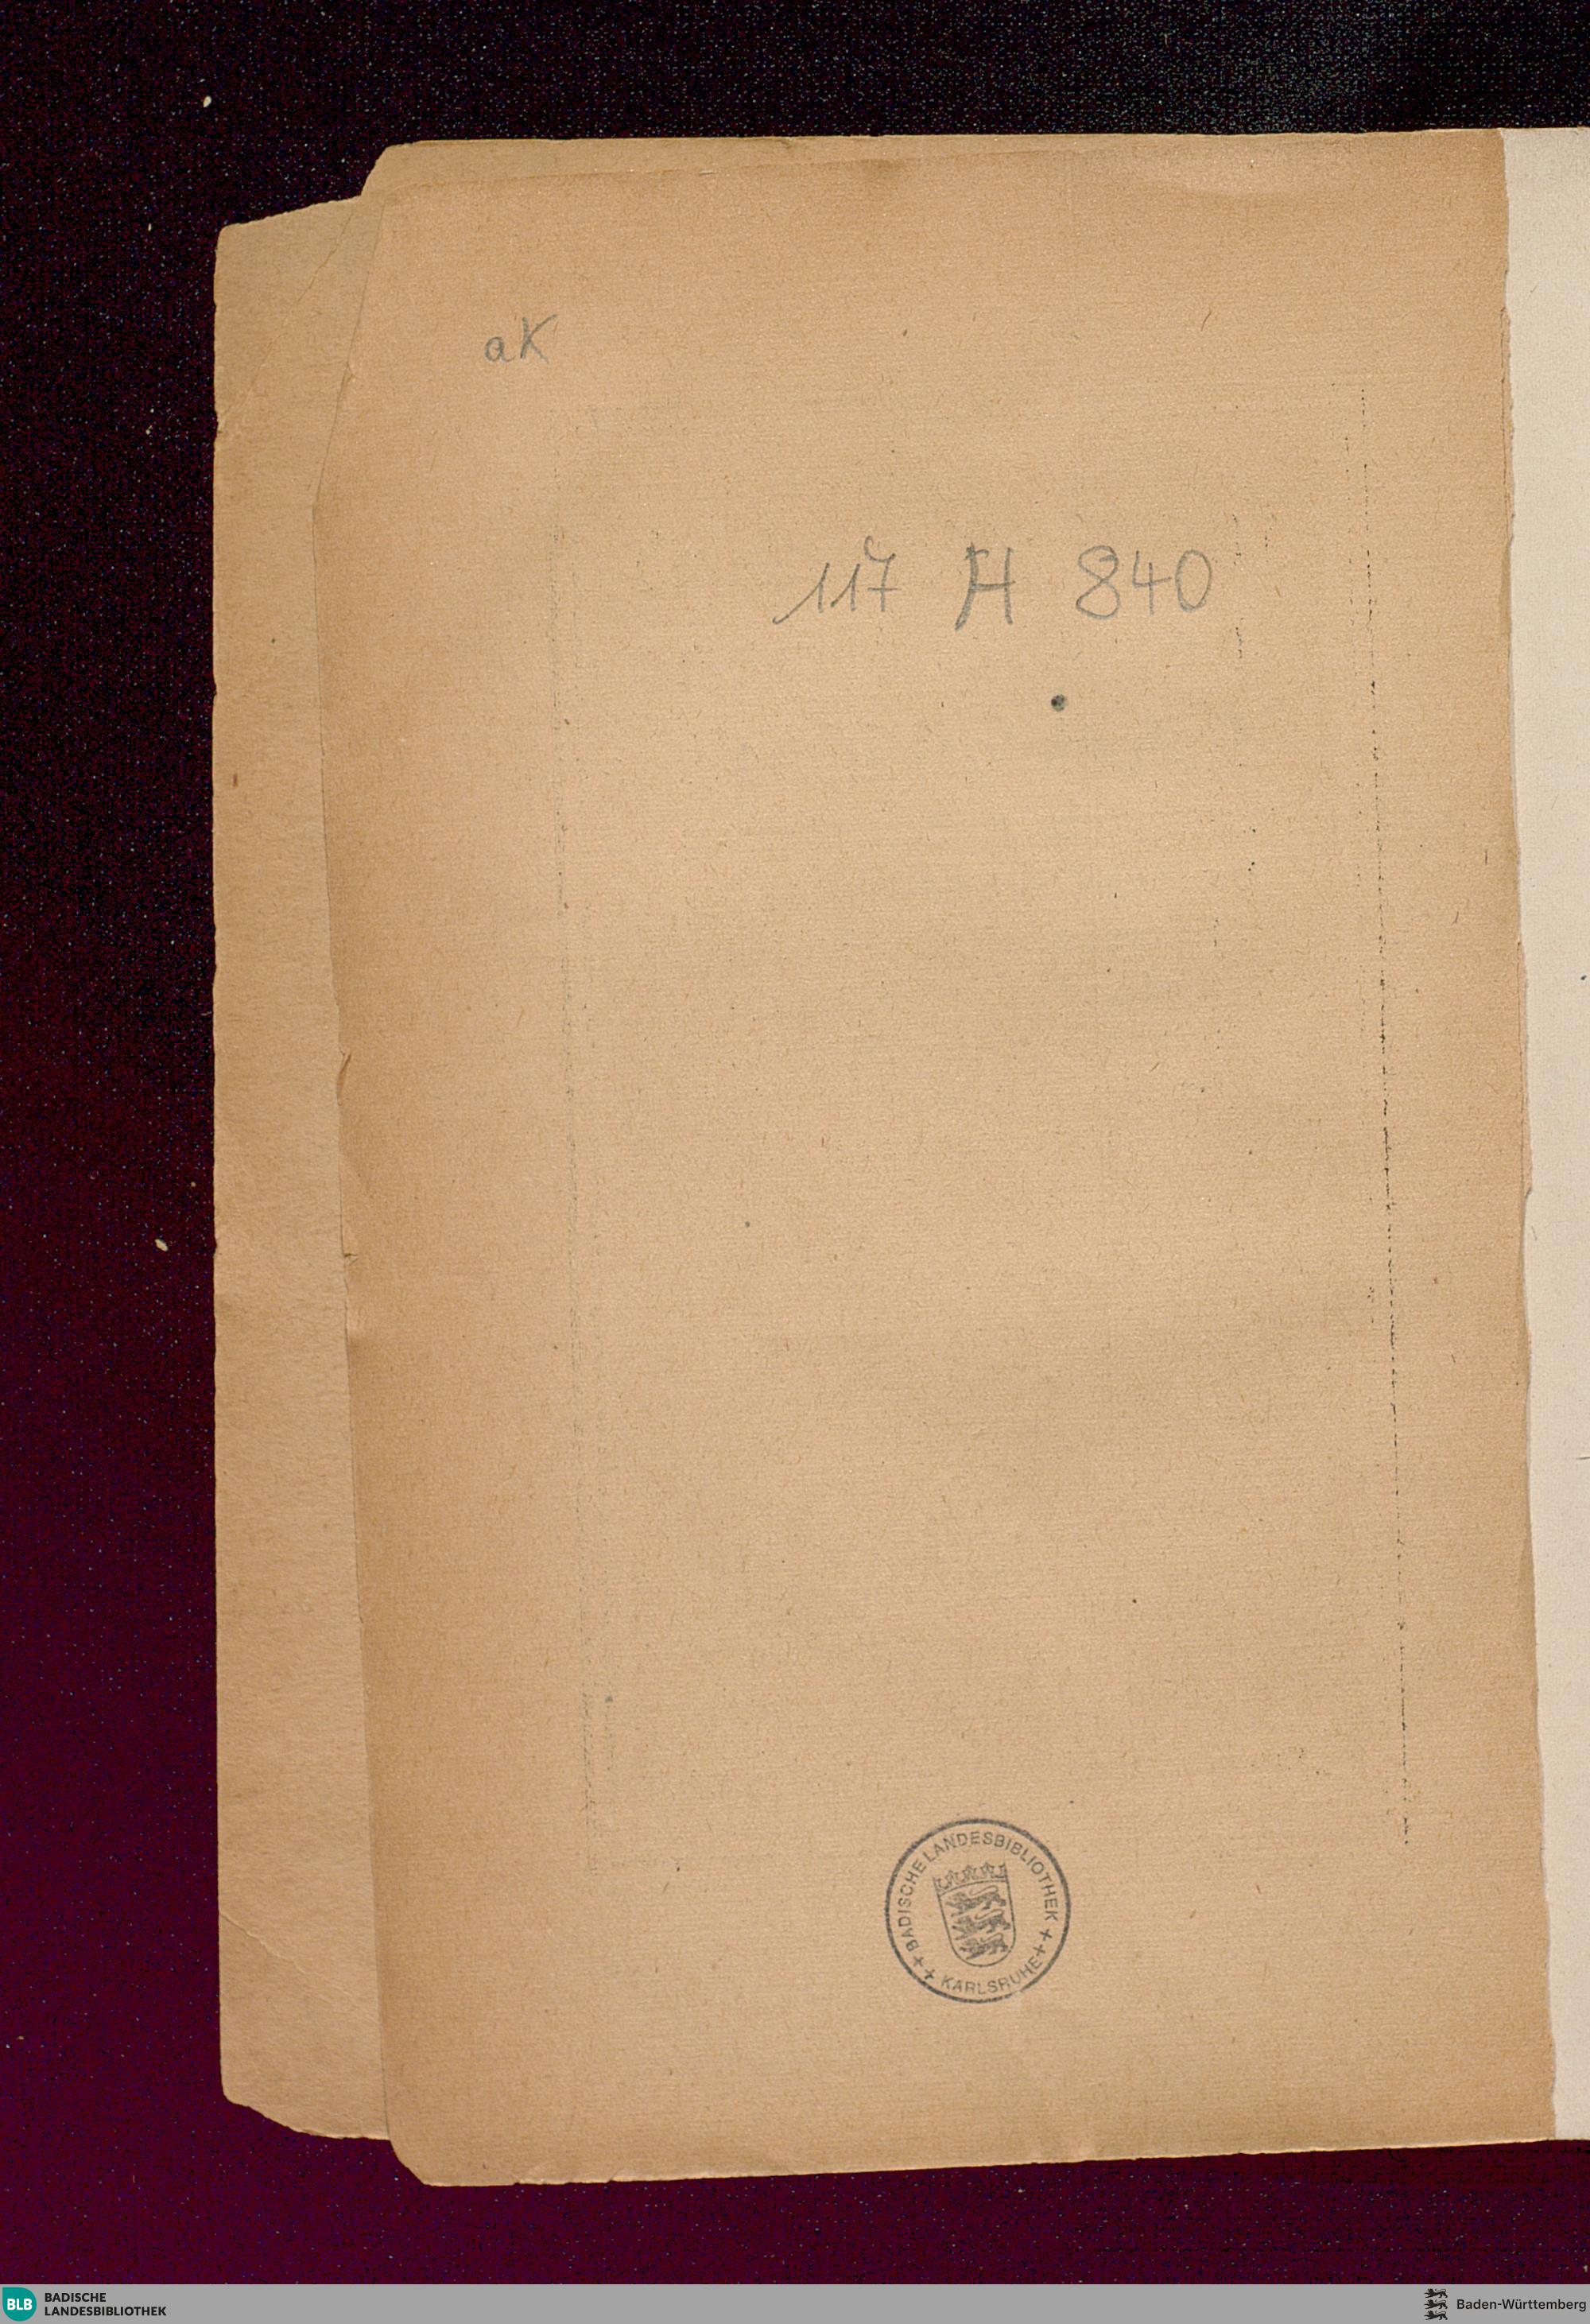 aK
117 H 840
+ BADISCHE LANDESBIBLIOTHEK +
+ KARLSRUHE +
BLB
BADISCHE
LANDESBIBLIOTHEK
Baden-Württemberg